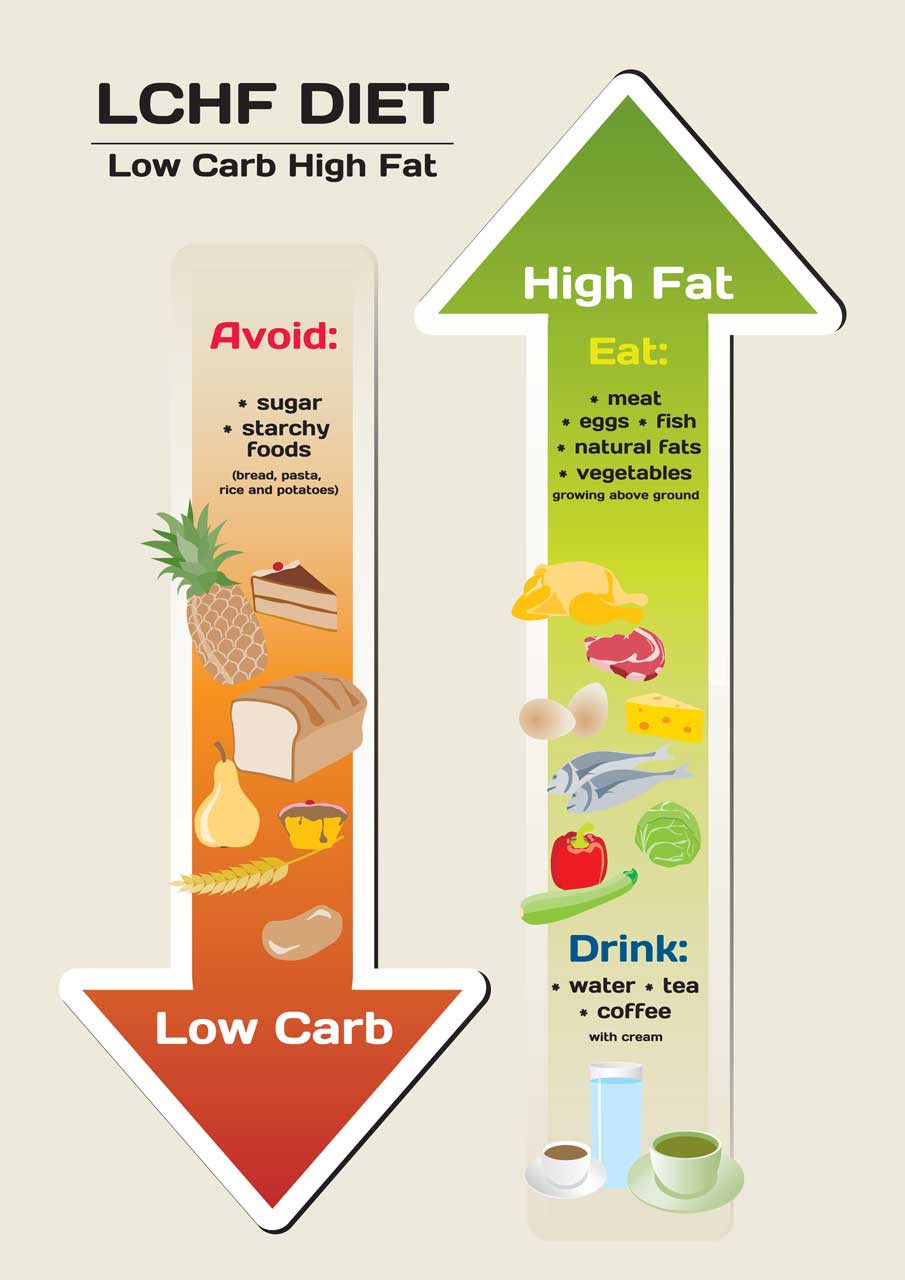 LCHF DIET
Low Carb High Fat
Avoid:
* sugar
* starchy
foods
(bread, pasta,
rice and potatoes)
Low Carb
High Fat
Eat:
* meat
* eggs * fish
* natural fats
* vegetables
growing above ground
Drink:
* water * tea
* coffee
with cream